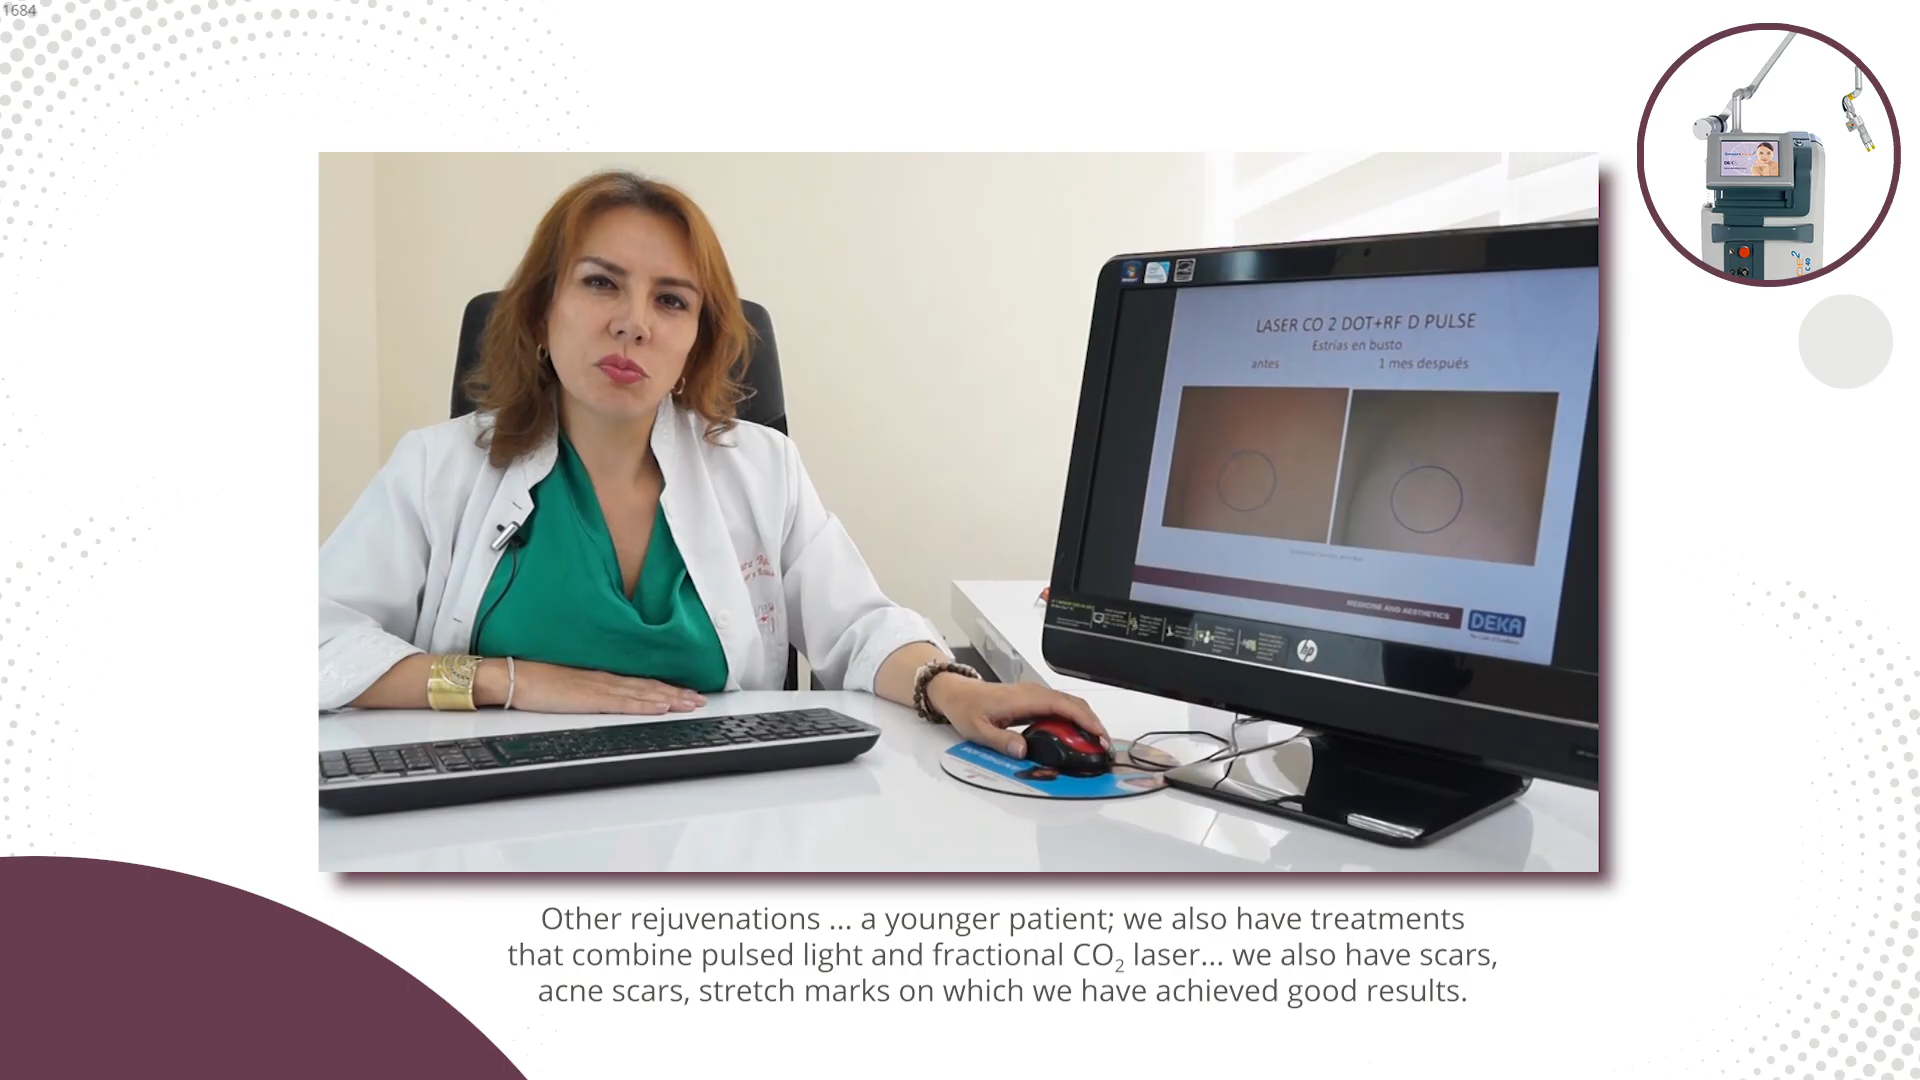 1684
LASER CO 2 DOT+RF D PULSE
Estrías en busto
antes 1 mes después
MEDICINE AND AESTHETICS
DEKA
hp
Other rejuvenations ... a younger patient; we also have treatments
that combine pulsed light and fractional CO₂ laser... we also have scars,
acne scars, stretch marks on which we have achieved good results.